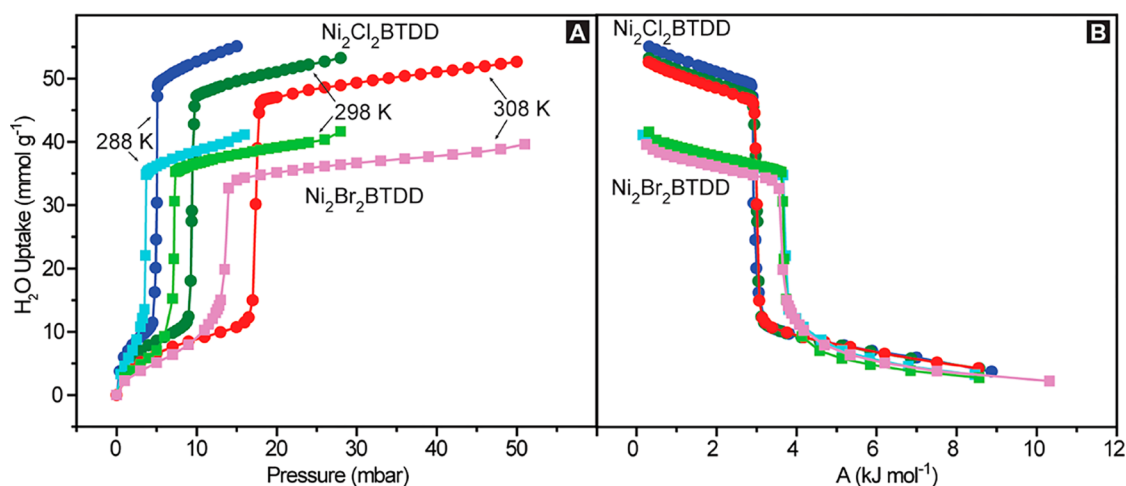 A
Ni₂Cl₂BTDD
298 K
308 K
288 K
Ni₂Br₂BTDD
H₂O Uptake (mmol g⁻¹)
50
40
30
20
10
0
0 10 20 30 40 50
Pressure (mbar)
B
Ni₂Cl₂BTDD
Ni₂Br₂BTDD
0 2 4 6 8 10 12
A (kJ mol⁻¹)